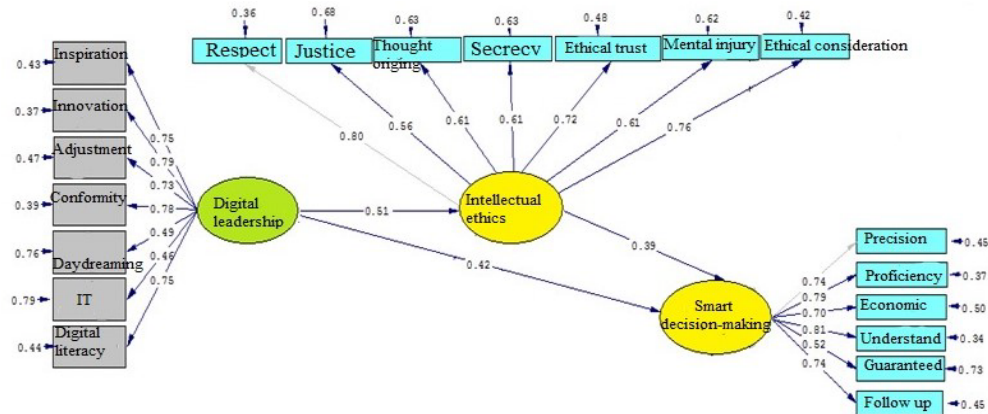 0.36 0.68 0.63 0.63 0.48 0.62 0.42
Respect
Justice
Thought
origing
Secrecv
Ethical trust
Mental injury
Ethical consideration
0.43
Inspiration
0.37
Innovation
0.47
Adjustment
0.39
Conformity
0.76
Daydreaming
0.79
IT
0.44
Digital
literacy
0.75
0.79
0.73
0.78
0.49
0.46
0.75
Digital
leadership
0.80
0.56
0.61
0.61
0.72
0.61
0.76
0.51
Intellectual
ethics
0.42
0.39
Smart
decision-making
0.74
0.79
0.70
0.81
0.52
0.74
Precision
0.45
Proficiency
0.37
Economic
0.50
Understand
0.34
Guaranteed
0.73
Follow up
0.45